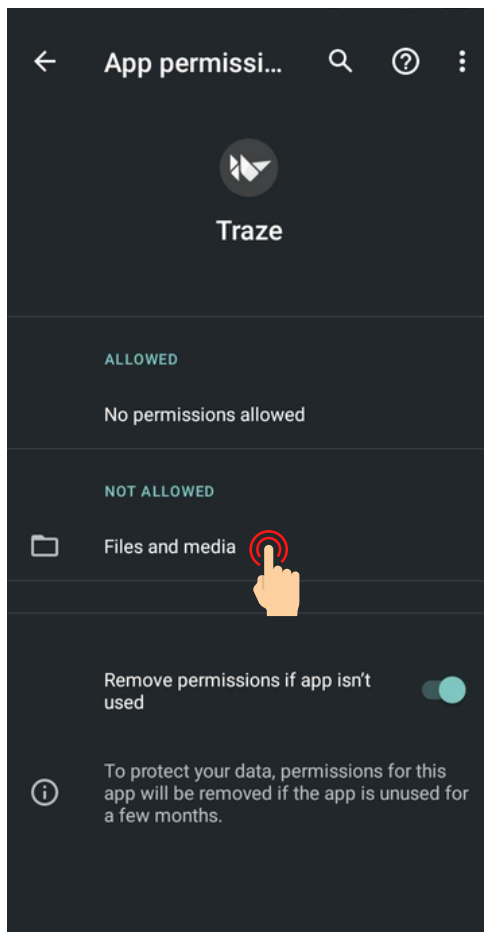 App permissi...
Traze
ALLOWED
No permissions allowed
NOT ALLOWED
Files and media
Remove permissions if app isn't
used
To protect your data, permissions for this
app will be removed if the app is unused for
a few months.